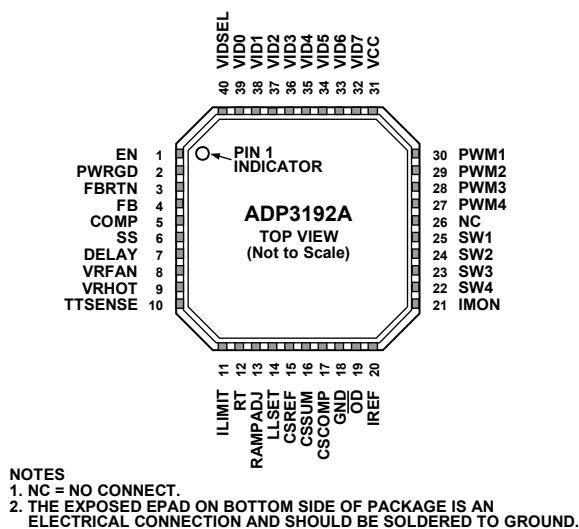 40 VIDSEL
39 VID0
38 VID1
37 VID2
36 VID3
35 VID4
34 VID5
33 VID6
32 VID7
31 VCC
EN 1
PWRGD 2
FBRTN 3
FB 4
COMP 5
SS 6
DELAY 7
VRFAN 8
VRHOT 9
TTSENSE 10
PIN 1
INDICATOR
ADP3192A
TOP VIEW
(Not to Scale)
30 PWM1
29 PWM2
28 PWM3
27 PWM4
26 NC
25 SW1
24 SW2
23 SW3
22 SW4
21 IMON
ILIMIT 11
RT 12
RAMPADJ 13
LLSET 14
CSREF 15
CSSUM 16
CSCOMP 17
GND 18
OD 19
IREF 20
NOTES
1. NC = NO CONNECT.
2. THE EXPOSED EPAD ON BOTTOM SIDE OF PACKAGE IS AN
ELECTRICAL CONNECTION AND SHOULD BE SOLDERED TO GROUND.